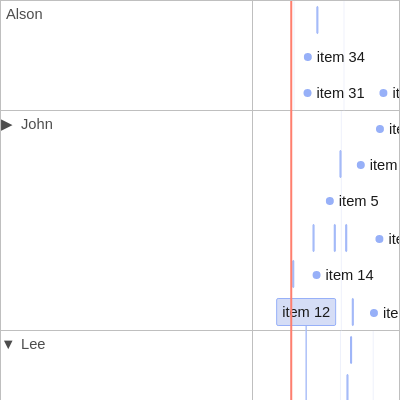 Alson
item 34
item 31 it
▶ John
ite
item
item 5
ite
item 14
item 12 ite
▼ Lee